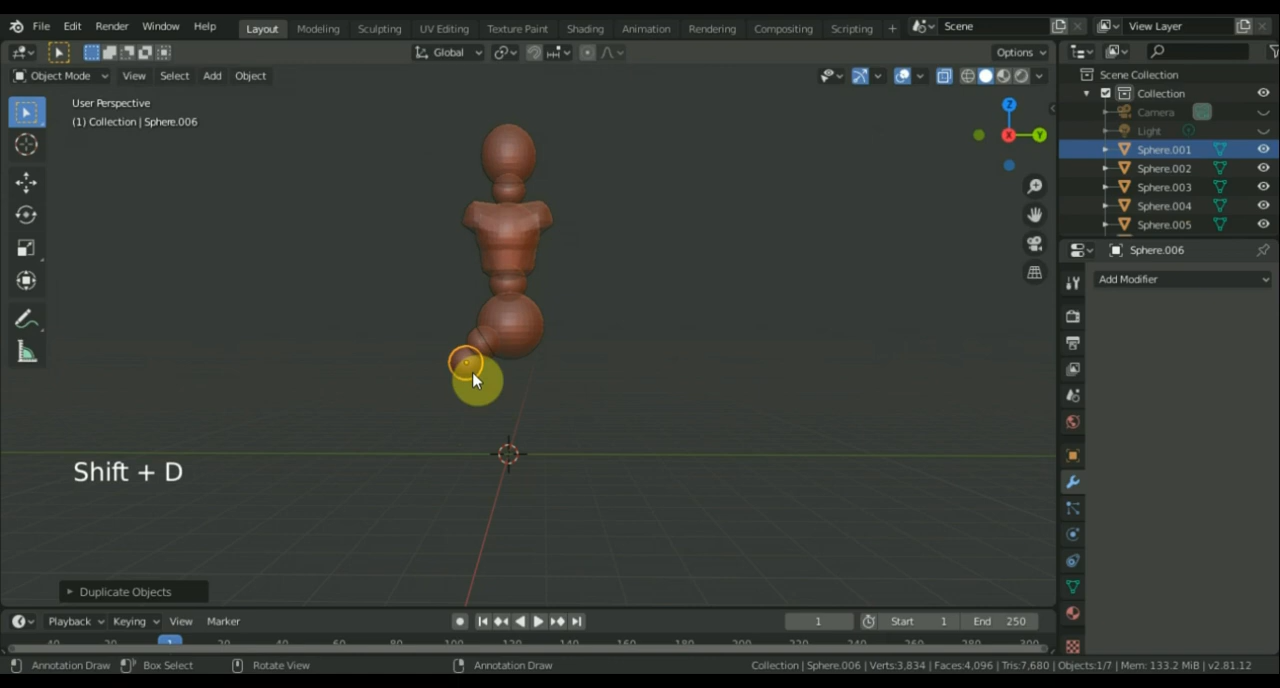 File Edit Render Window Help Layout Modeling Sculpting UV Editing Texture Paint Shading Animation Rendering Compositing Scripting + Scene View Layer
Global Options
Object Mode View Select Add Object
Scene Collection
Collection
Camera
Light
Sphere.001
Sphere.002
Sphere.003
Sphere.004
Sphere.005
User Perspective
(1) Collection | Sphere.006
Z
X
Y
Sphere.006
Add Modifier
Shift + D
Duplicate Objects
Playback Keying View Marker 1 Start 1 End 250
Annotation Draw Box Select Rotate View Annotation Draw Collection | Sphere.006 | Verts:3,834 | Faces:4,096 | Tris:7,680 | Objects:1/7 | Mem: 133.2 MiB | v2.81.12